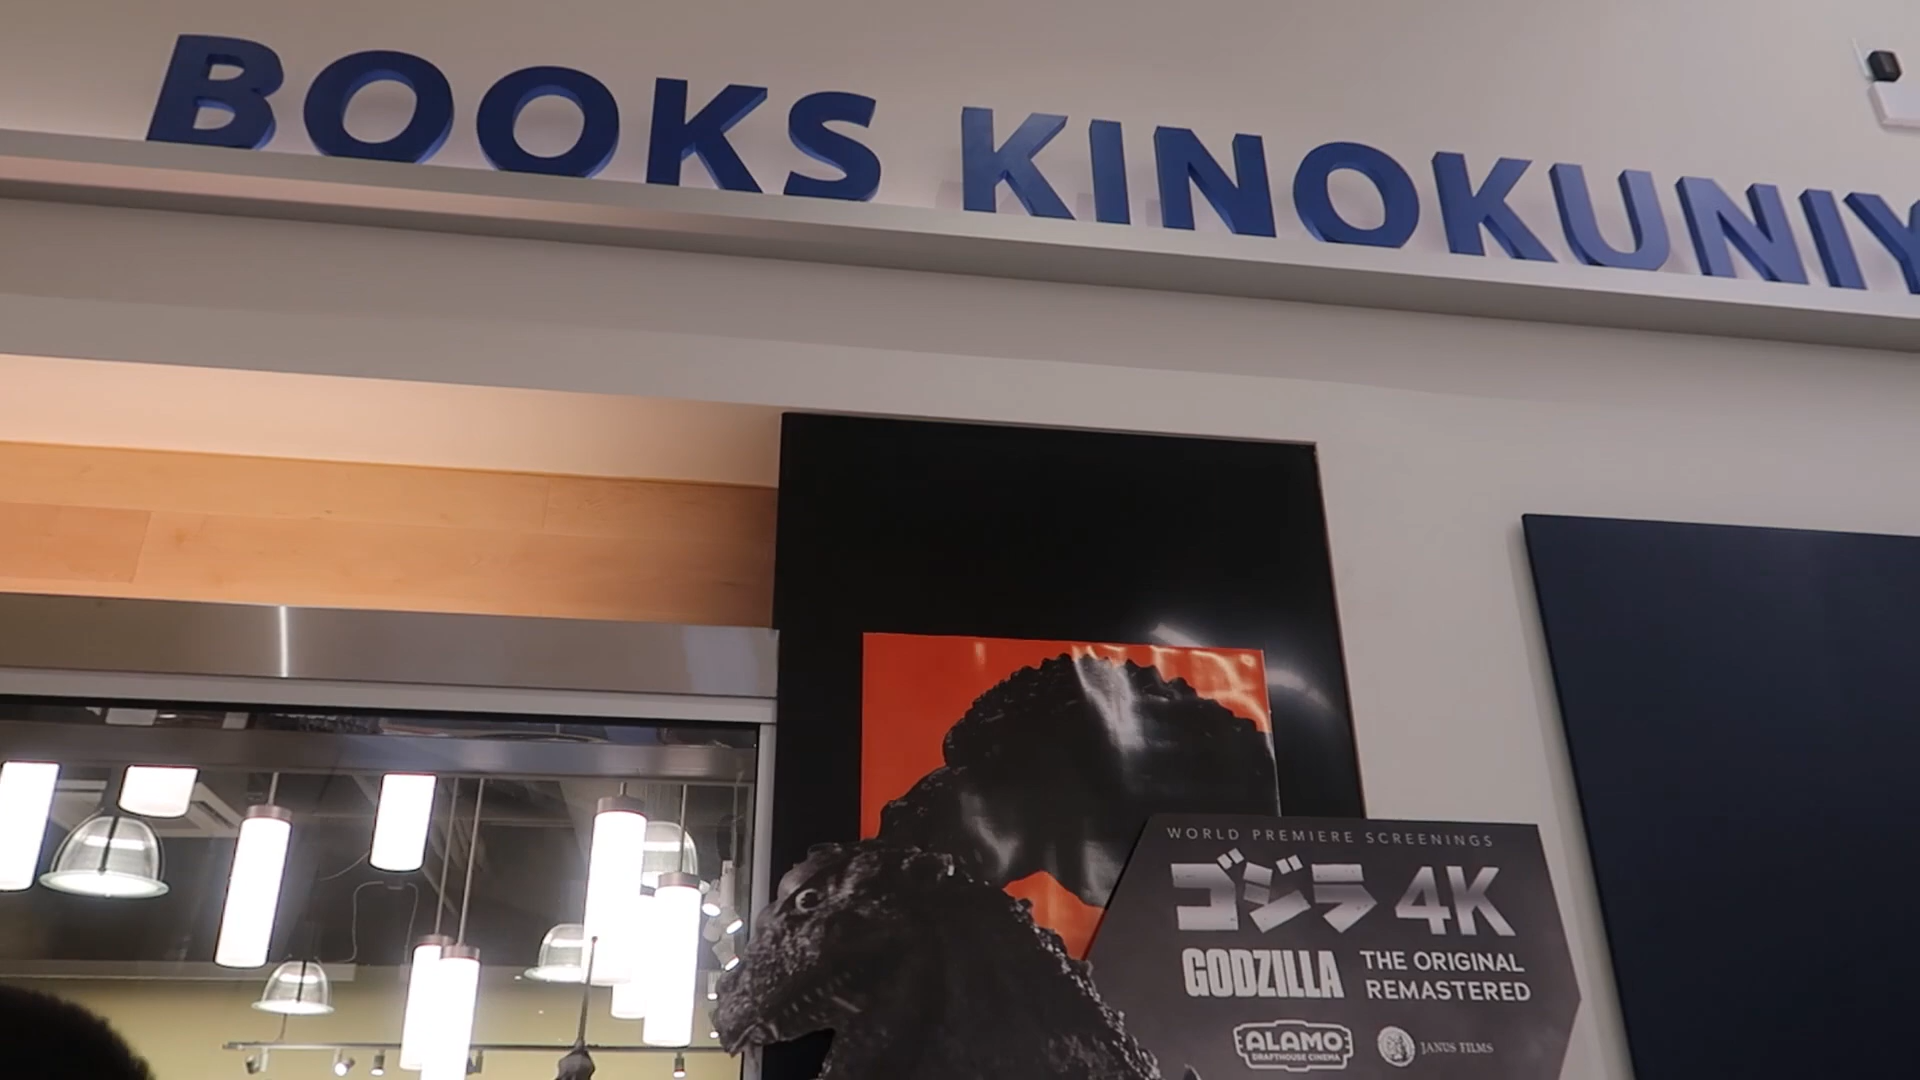 BOOKS KINOKUNIY
WORLD PREMIERE SCREENINGS
ゴジラ 4K
GODZILLA THE ORIGINAL
REMASTERED
ALAMO
DRAFTHOUSE CINEMA
JANUS FILMS